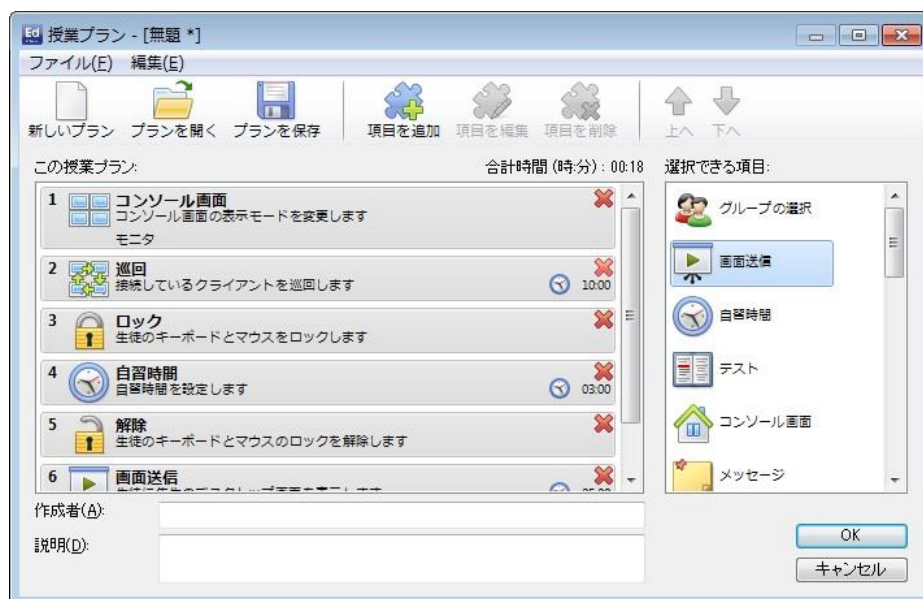 Ed
授業プラン - [無題 *]
ファイル(F) 編集(E)
新しいプラン プランを開く プランを保存 項目を追加 項目を編集 項目を削除 上へ 下へ
この授業プラン: 合計時間 (時:分) : 00:18 選択できる項目:
1 コンソール画面
コンソール画面の表示モードを変更します
モニタ
2 巡回
接続しているクライアントを巡回します 10:00
3 ロック
生徒のキーボードとマウスをロックします
4 自習時間
自習時間を設定します 03:00
5 解除
生徒のキーボードとマウスのロックを解除します
6 画面送信
グループの選択
画面送信
自習時間
テスト
コンソール画面
メッセージ
作成者(A):
説明(D):
OK
キャンセル